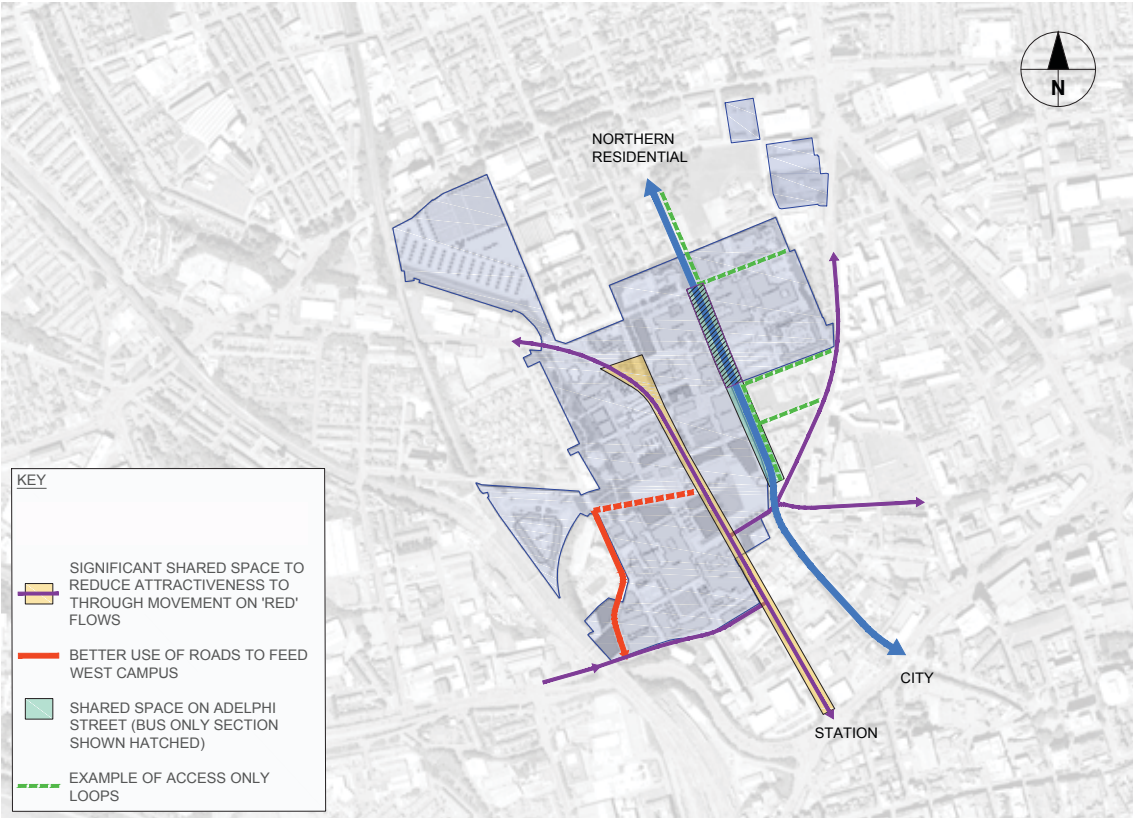 N
NORTHERN
RESIDENTIAL
KEY
SIGNIFICANT SHARED SPACE TO
REDUCE ATTRACTIVENESS TO
THROUGH MOVEMENT ON 'RED'
FLOWS
BETTER USE OF ROADS TO FEED
WEST CAMPUS
SHARED SPACE ON ADELPHI
STREET (BUS ONLY SECTION
SHOWN HATCHED)
EXAMPLE OF ACCESS ONLY
LOOPS
CITY
STATION